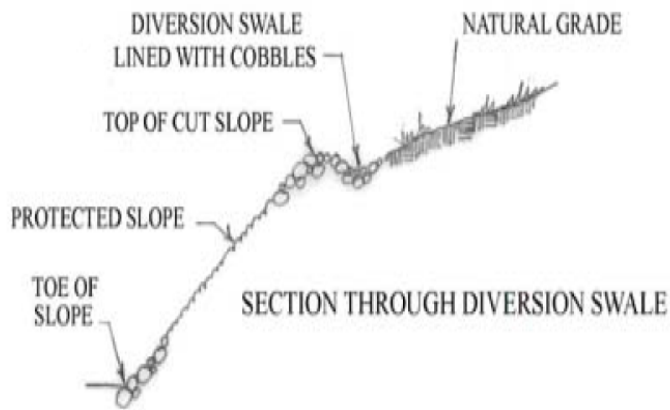 DIVERSION SWALE
LINED WITH COBBLES
NATURAL GRADE
TOP OF CUT SLOPE
PROTECTED SLOPE
TOE OF
SLOPE
SECTION THROUGH DIVERSION SWALE